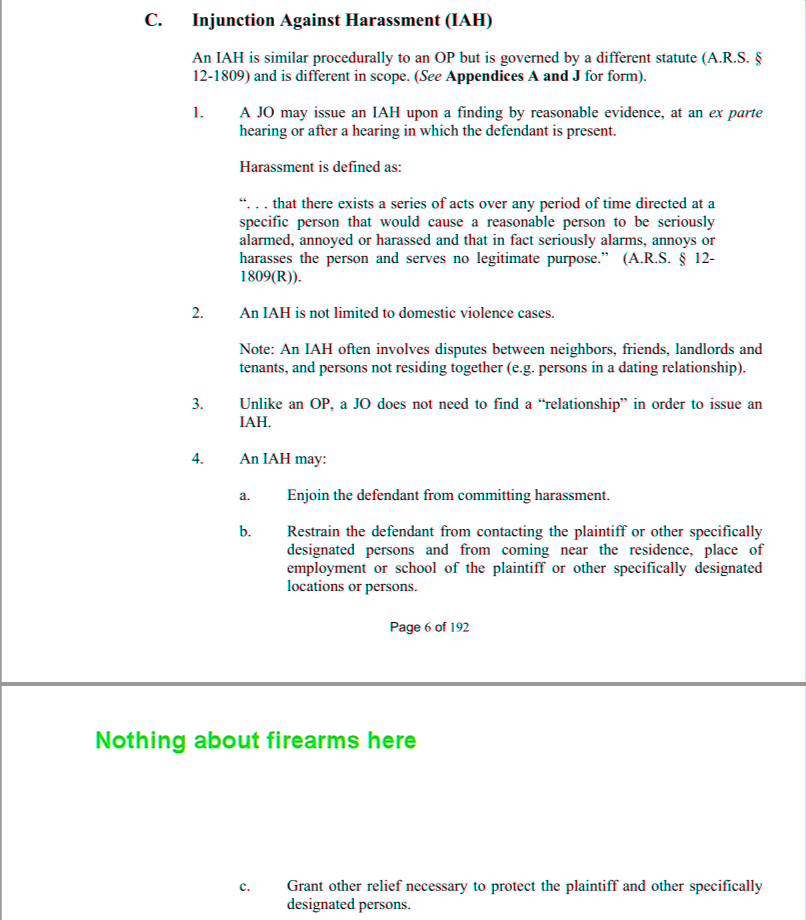 C. Injunction Against Harassment (IAH)
An IAH is similar procedurally to an OP but is governed by a different statute (A.R.S. §
12-1809) and is different in scope. (See Appendices A and J for form).
1. A JO may issue an IAH upon a finding by reasonable evidence, at an ex parte
hearing or after a hearing in which the defendant is present.
Harassment is defined as:
“. . . that there exists a series of acts over any period of time directed at a
specific person that would cause a reasonable person to be seriously
alarmed, annoyed or harassed and that in fact seriously alarms, annoys or
harasses the person and serves no legitimate purpose.” (A.R.S. § 12-
1809(R)).
2. An IAH is not limited to domestic violence cases.
Note: An IAH often involves disputes between neighbors, friends, landlords and
tenants, and persons not residing together (e.g. persons in a dating relationship).
3. Unlike an OP, a JO does not need to find a “relationship” in order to issue an
IAH.
4. An IAH may:
a. Enjoin the defendant from committing harassment.
b. Restrain the defendant from contacting the plaintiff or other specifically
designated persons and from coming near the residence, place of
employment or school of the plaintiff or other specifically designated
locations or persons.
Page 6 of 192
Nothing about firearms here
c. Grant other relief necessary to protect the plaintiff and other specifically
designated persons.